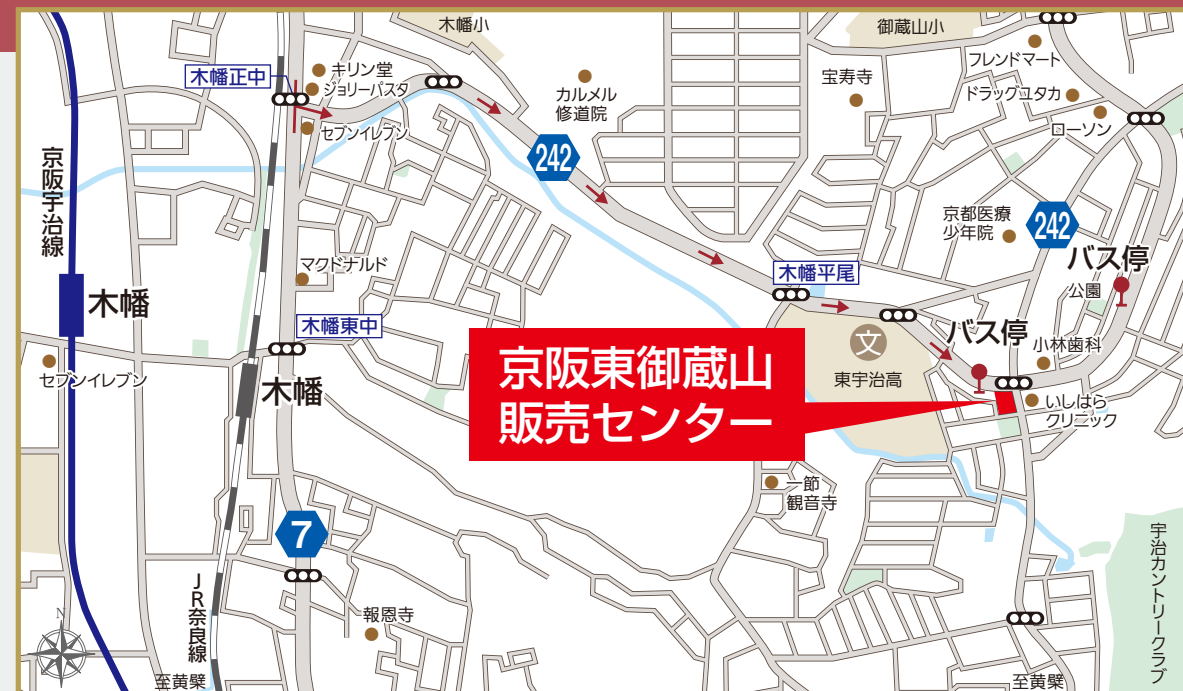 木幡小
御蔵山小
キリン堂
ジョリーパスタ
木幡正中
セブンイレブン
カルメル
修道院
宝寿寺
フレンドマート
ドラッグユタカ
ローソン
242
京阪宇治線
木幡
マクドナルド
木幡東中
セブンイレブン
木幡
京都医療
少年院
242
バス停
公園
木幡平尾
バス停
小林歯科
東宇治高
いしはら
クリニック
京阪東御蔵山
販売センター
一節
観音寺
7
宇治カントリークラブ
JR奈良線
報恩寺
N
至黄檗
至黄檗